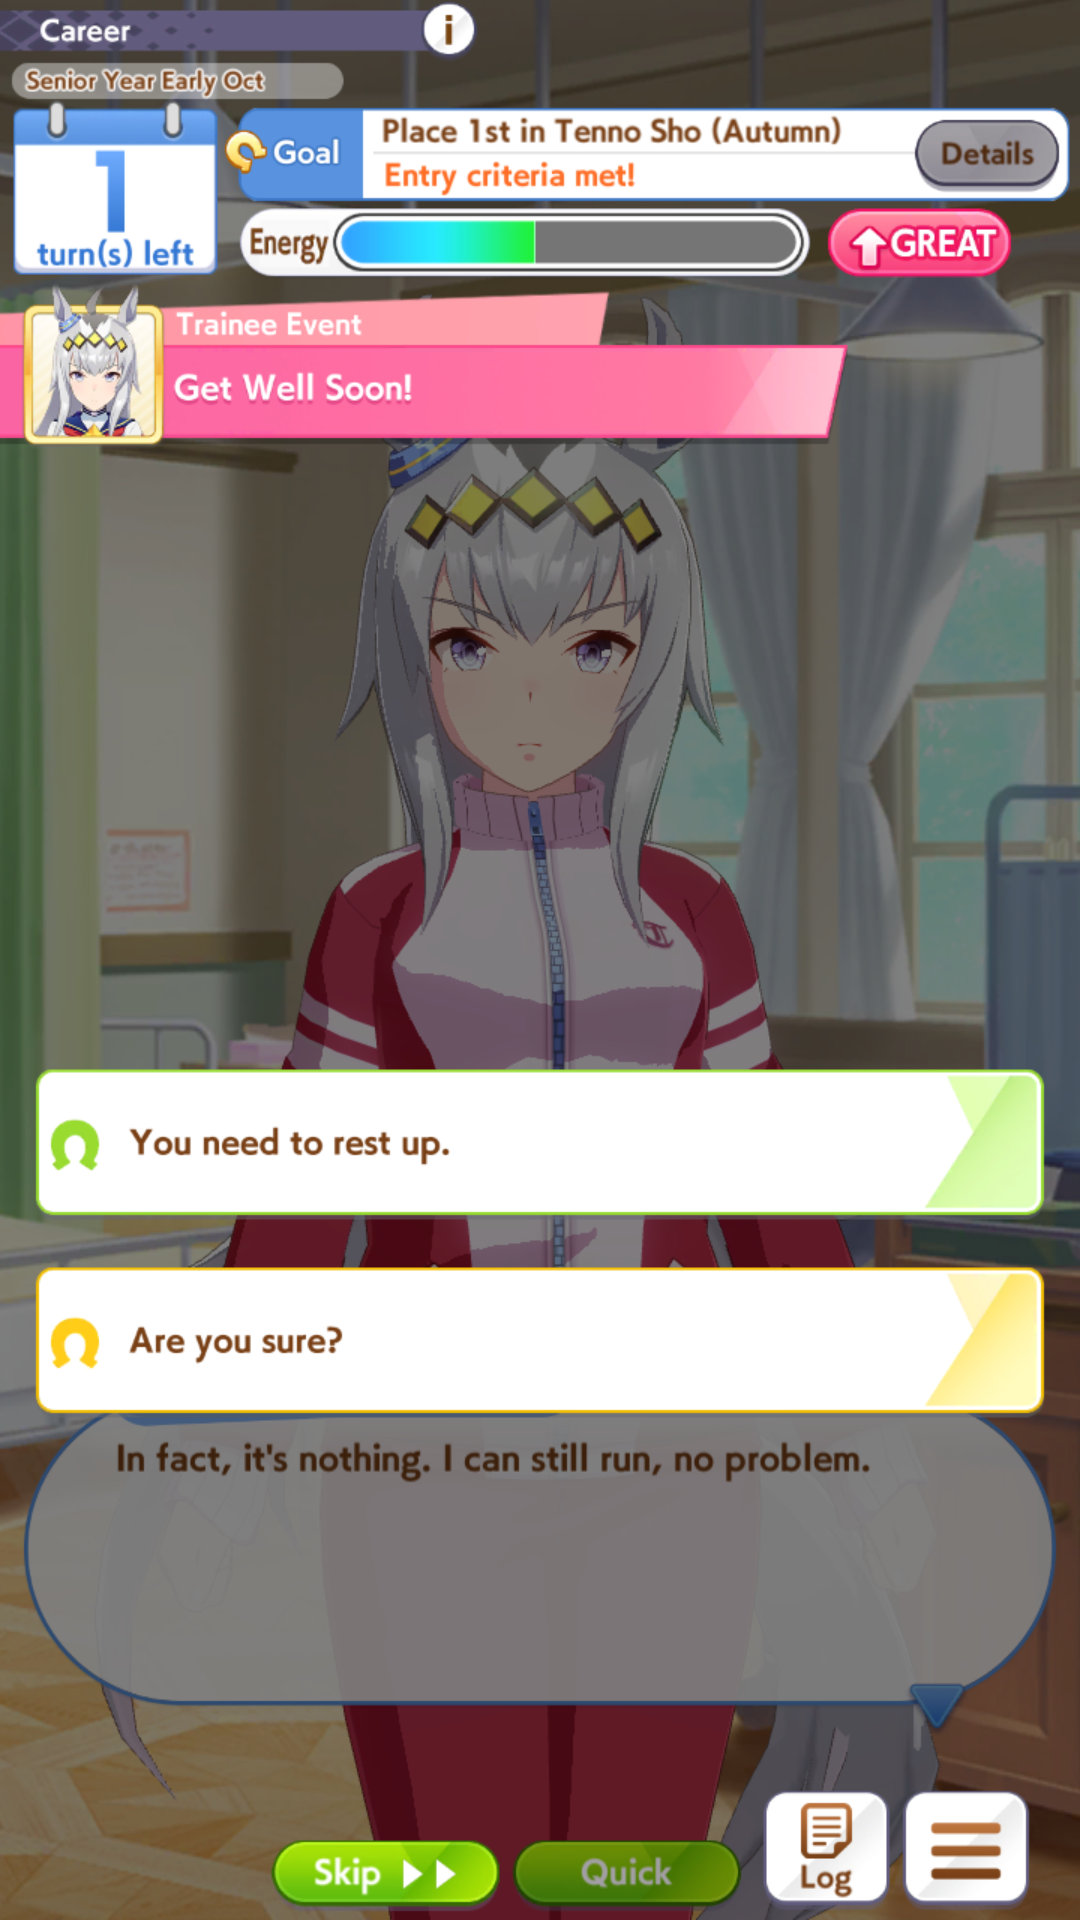 Career
i
Senior Year Early Oct
1
turn(s) left
Goal
Place 1st in Tenno Sho (Autumn)
Entry criteria met!
Details
Energy
GREAT
Trainee Event
Get Well Soon!
You need to rest up.
Are you sure?
In fact, it's nothing. I can still run, no problem.
Skip
Quick
Log